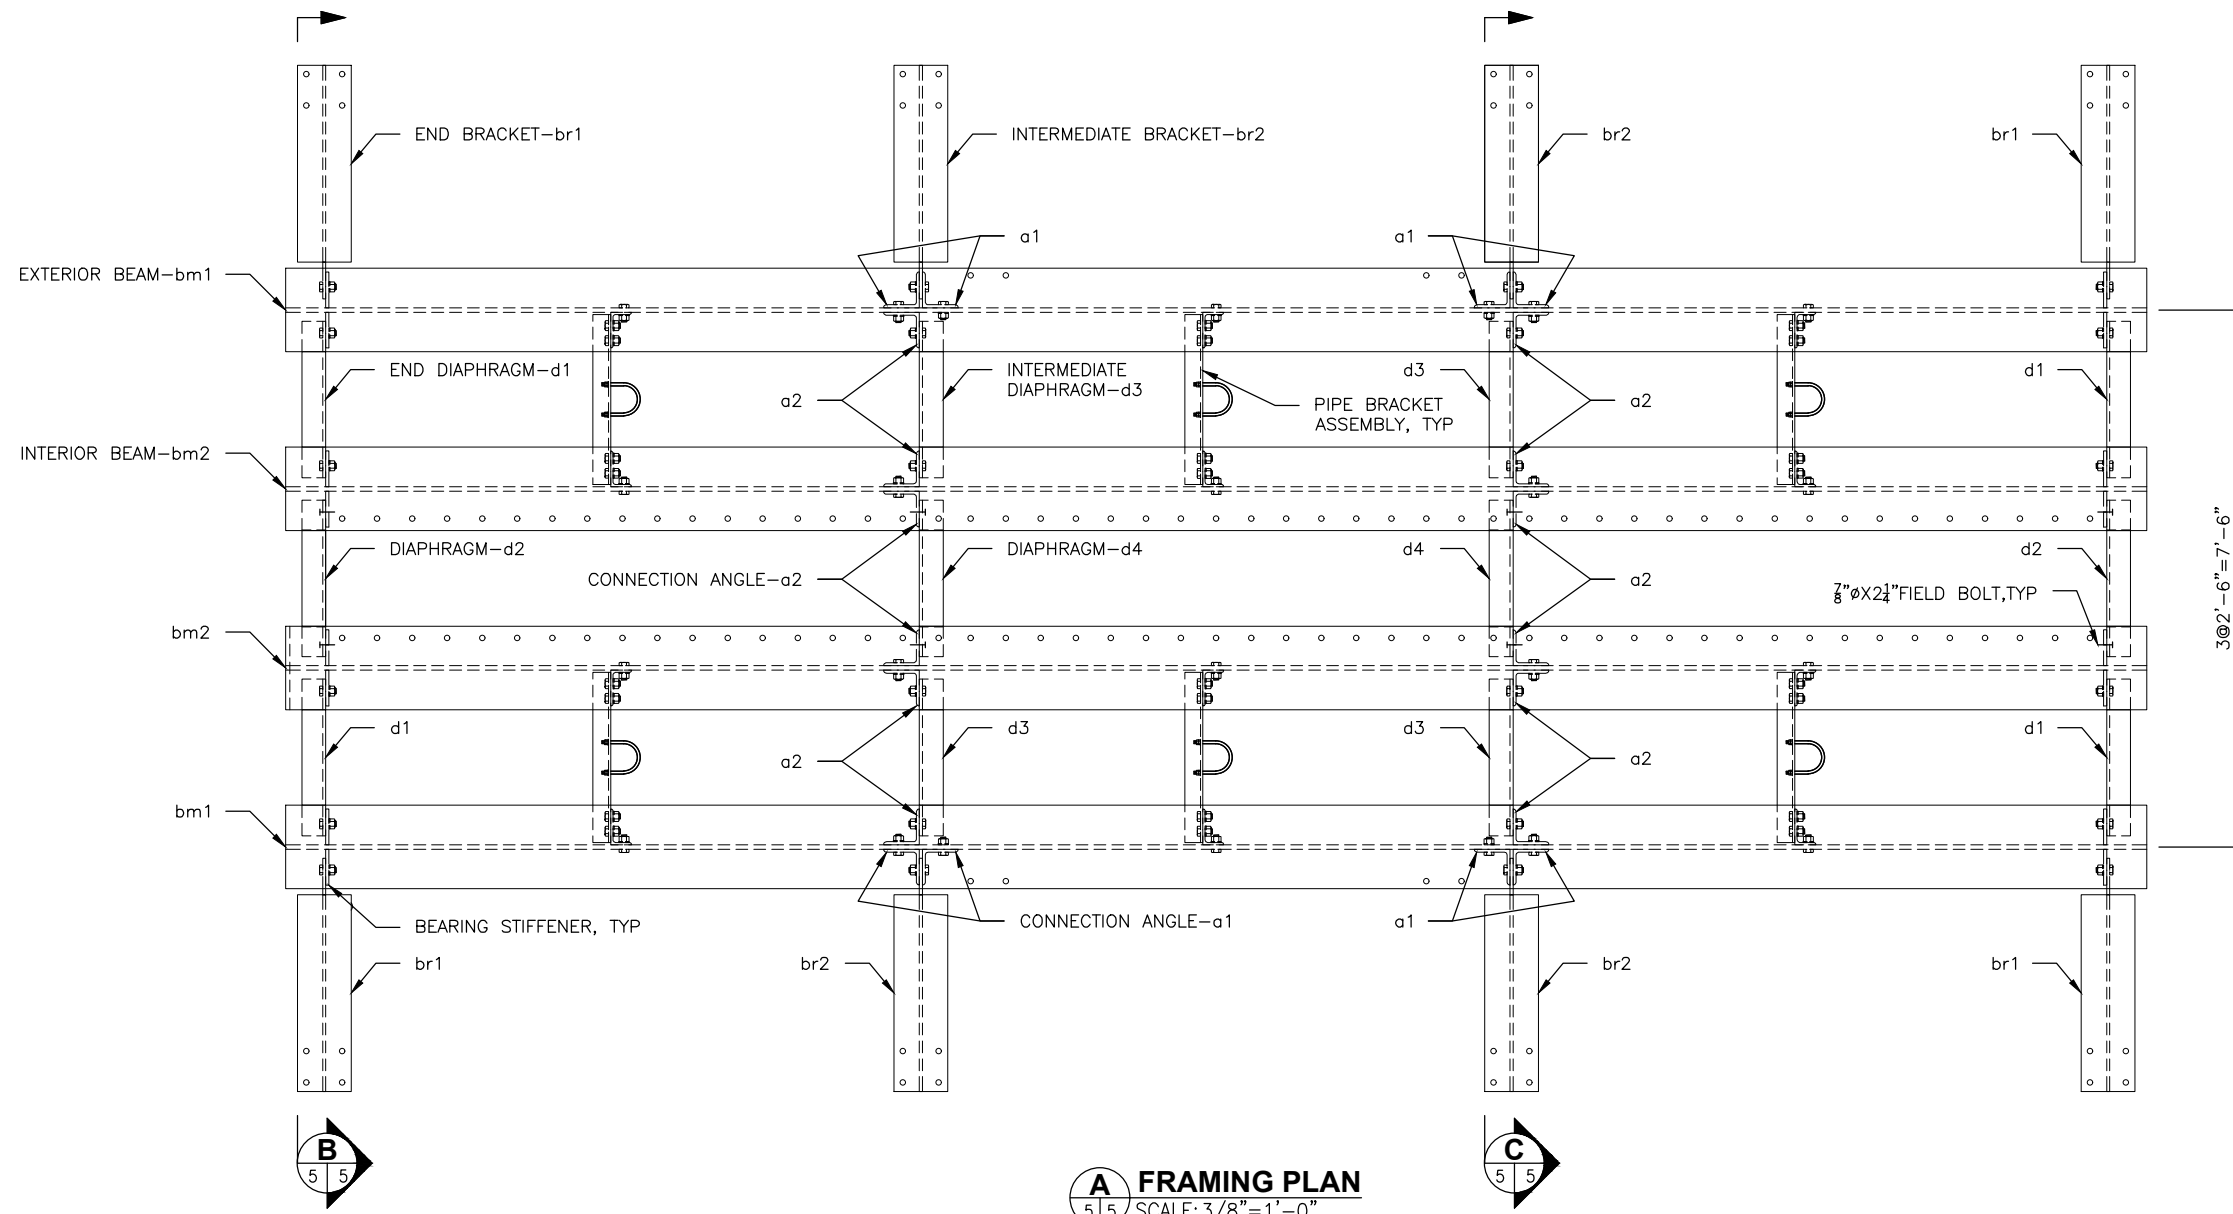 END BRACKET-br1
INTERMEDIATE BRACKET-br2
br2
br1
a1
a1
EXTERIOR BEAM-bm1
END DIAPHRAGM-d1
INTERMEDIATE
DIAPHRAGM-d3
d3
d1
a2
PIPE BRACKET
ASSEMBLY, TYP
a2
INTERIOR BEAM-bm2
DIAPHRAGM-d2
DIAPHRAGM-d4
d4
d2
CONNECTION ANGLE-a2
a2
7/8"øX2 1/4"FIELD BOLT,TYP
3@2'-6"=7'-6"
bm2
d1
d3
d3
d1
a2
a2
bm1
BEARING STIFFENER, TYP
CONNECTION ANGLE-a1
a1
br1
br2
br2
br1
B
5 5
C
5 5
A FRAMING PLAN
5 5 SCALE: 3/8"=1'-0"